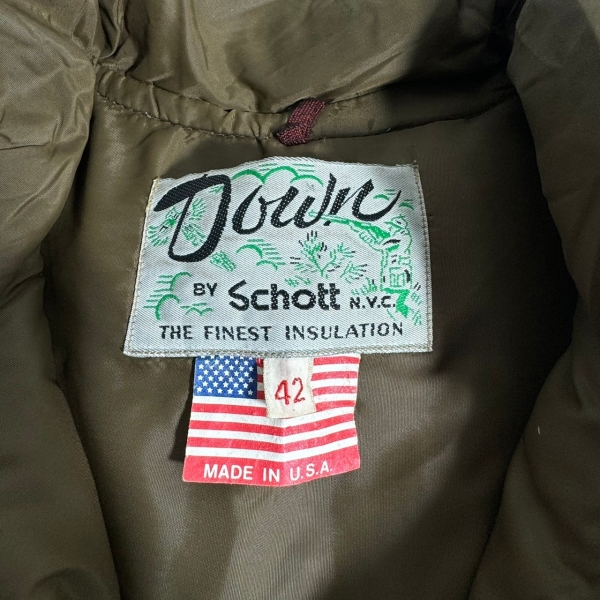 Down
BY Schott N.Y.C.
THE FINEST INSULATION
42
MADE IN U.S.A.